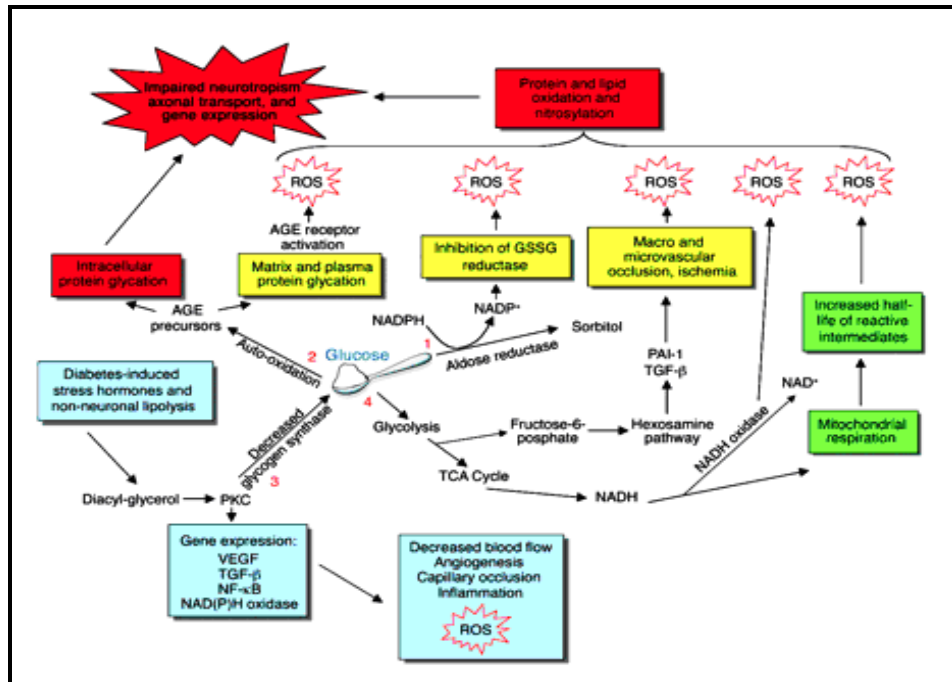 Impaired neurotropism
axonal transport, and
gene expression
Protein and lipid
oxidation and
nitrosylation
ROS
ROS
ROS
ROS
ROS
AGE receptor
activation
Intracellular
protein glycation
Matrix and plasma
protein glycation
Inhibition of GSSG
reductase
Macro and
microvascular
occlusion, ischemia
Increased half-
life of reactive
intermediates
AGE
precursors
NADPH
NADP+
Sorbitol
Aldose reductase
1
2
Auto-oxidation
Glucose
4
PAI-1
TGF-β
Diabetes-induced
stress hormones and
non-neuronal lipolysis
Decreased
glycogen synthase
3
Glycolysis
Fructose-6-
posphate
Hexosamine
pathway
NADH oxidase
NAD+
Mitochondrial
respiration
TCA Cycle
NADH
Diacyl-glycerol
PKC
Gene expression:
VEGF
TGF-β
NF-κB
NAD(P)H oxidase
Decreased blood flow
Angiogenesis
Capillary occlusion
Inflammation
ROS